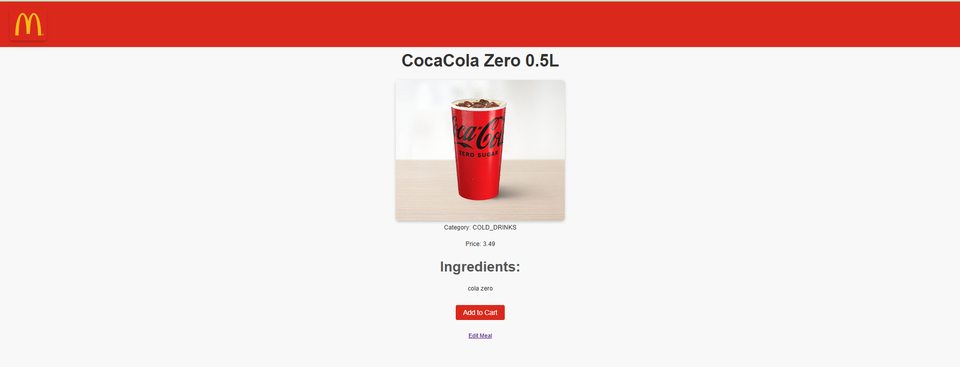 CocaCola Zero 0.5L
Coca-Cola
ZERO SUGAR
Category: COLD_DRINKS
Price: 3.49
Ingredients:
cola zero
Add to Cart
Edit Meal